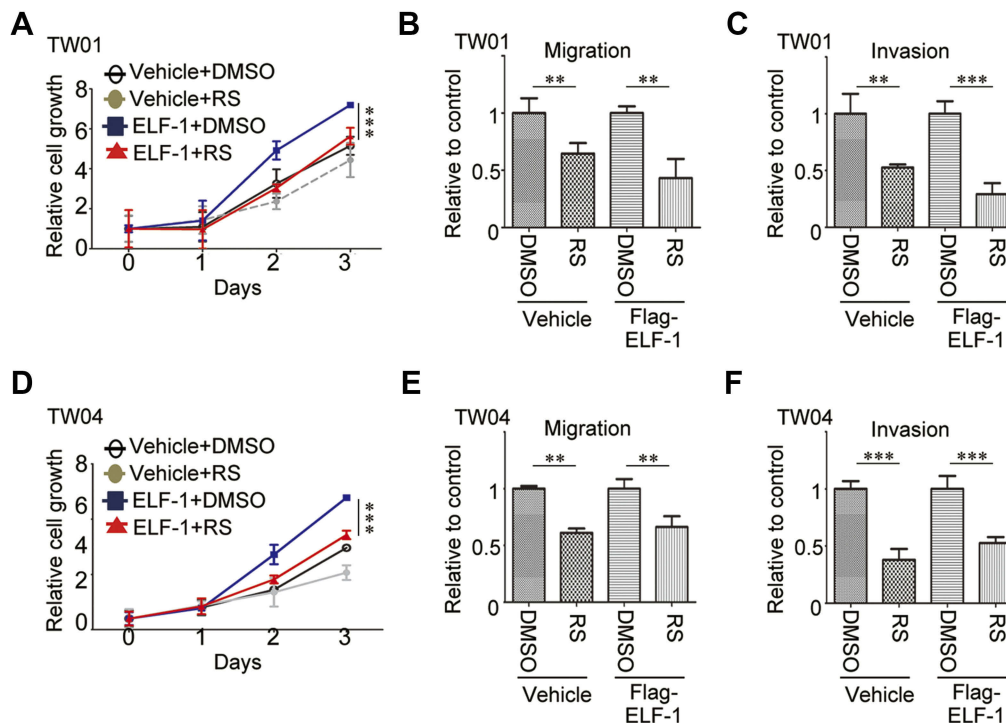 A
TW01
Vehicle+DMSO
Vehicle+RS
ELF-1+DMSO
ELF-1+RS
Relative cell growth
8
6
4
2
0
***
0 1 2 3
Days
B
TW01
Migration
** **
Relative to control
1
0.5
0
DMSO RS DMSO RS
Vehicle Flag-
ELF-1
C
TW01
Invasion
** ***
Relative to control
1
0.5
0
DMSO RS DMSO RS
Vehicle Flag-
ELF-1
D
TW04
Vehicle+DMSO
Vehicle+RS
ELF-1+DMSO
ELF-1+RS
Relative cell growth
8
6
4
2
0
***
0 1 2 3
Days
E
TW04
Migration
** **
Relative to control
1
0.5
0
DMSO RS DMSO RS
Vehicle Flag-
ELF-1
F
TW04
Invasion
*** ***
Relative to control
1
0.5
0
DMSO RS DMSO RS
Vehicle Flag-
ELF-1